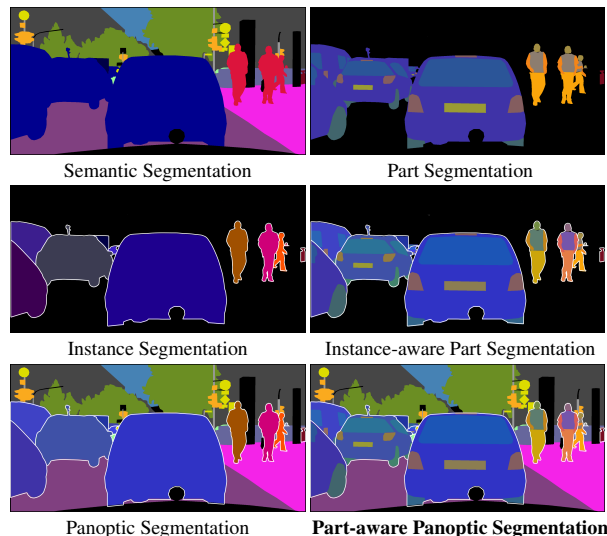 Semantic Segmentation
Part Segmentation
Instance Segmentation
Instance-aware Part Segmentation
Panoptic Segmentation
Part-aware Panoptic Segmentation